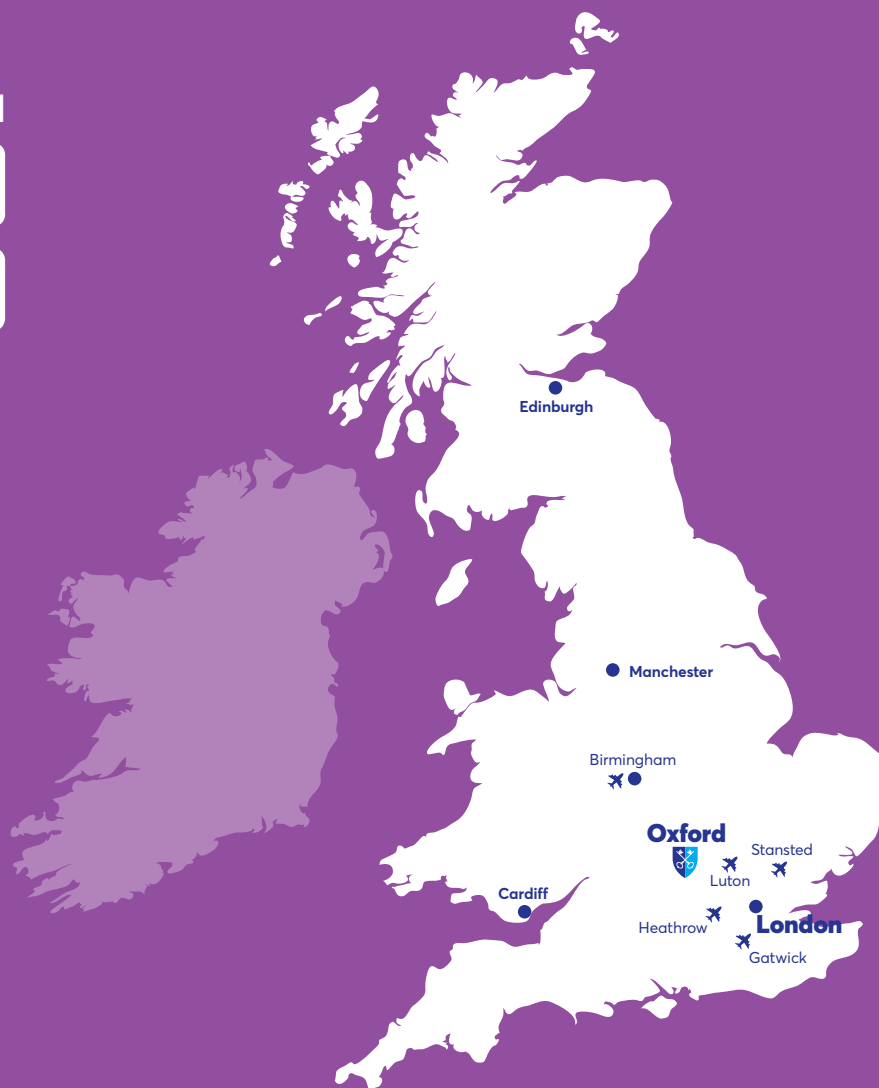 Edinburgh
Manchester
Birmingham
Oxford
Stansted
Luton
Cardiff
London
Heathrow
Gatwick